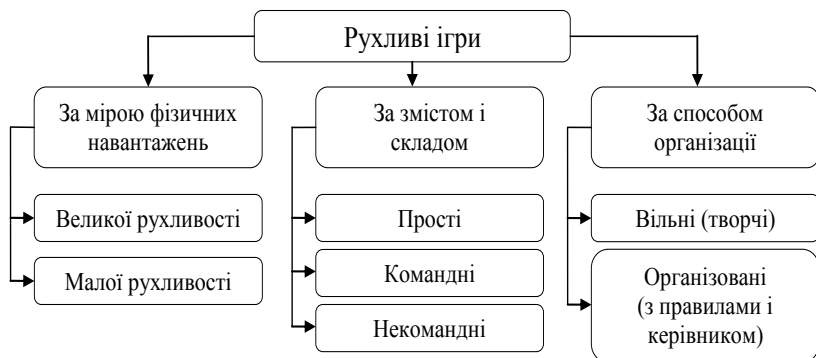 Рухливі ігри
За мірою фізичних
навантажень
Великої рухливості
Малої рухливості
За змістом і
складом
Прості
Командні
Некомандні
За способом
організації
Вільні (творчі)
Організовані
(з правилами і
керівником)